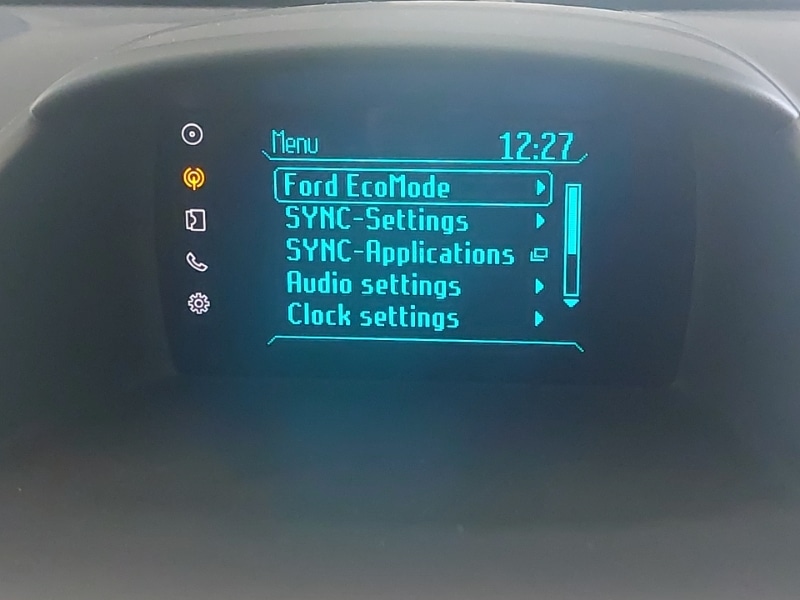 Menu 12:27
Ford EcoMode
SYNC-Settings
SYNC-Applications
Audio settings
Clock settings